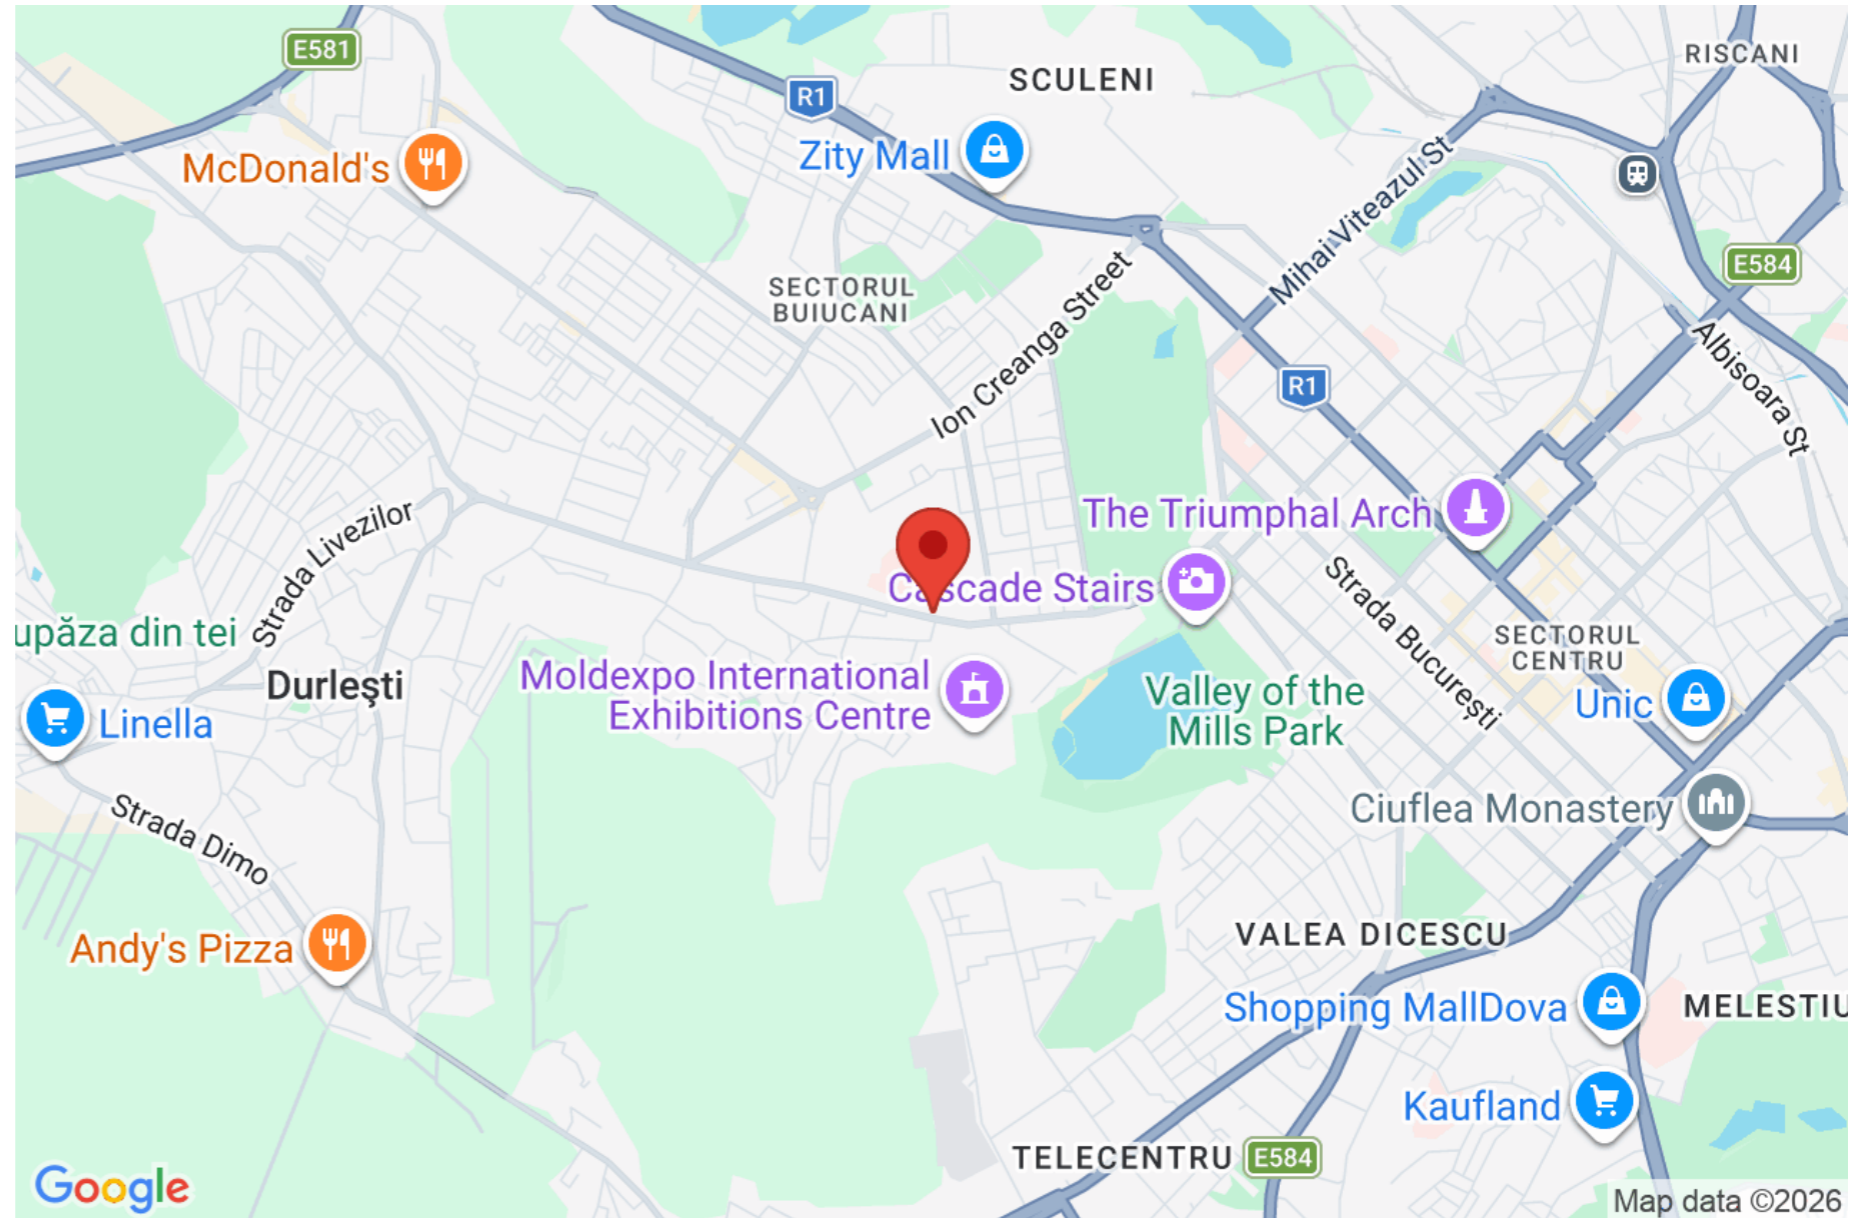 E581
RISCANI
SCULENI
R1
Zity Mall
McDonald's
Mihai Viteazul St
E584
SECTORUL
BUIUCANI
Ion Creanga Street
Albisoara St
R1
The Triumphal Arch
Strada Livezilor
Cascade Stairs
Strada București
upăza din tei
SECTORUL
CENTRU
Durleşti
Moldexpo International
Exhibitions Centre
Valley of the
Mills Park
Unic
Linella
Ciuflea Monastery
Strada Dimo
VALEA DICESCU
Andy's Pizza
Shopping MallDova
MELESTIU
Kaufland
TELECENTRU
E584
Google
Map data ©2026